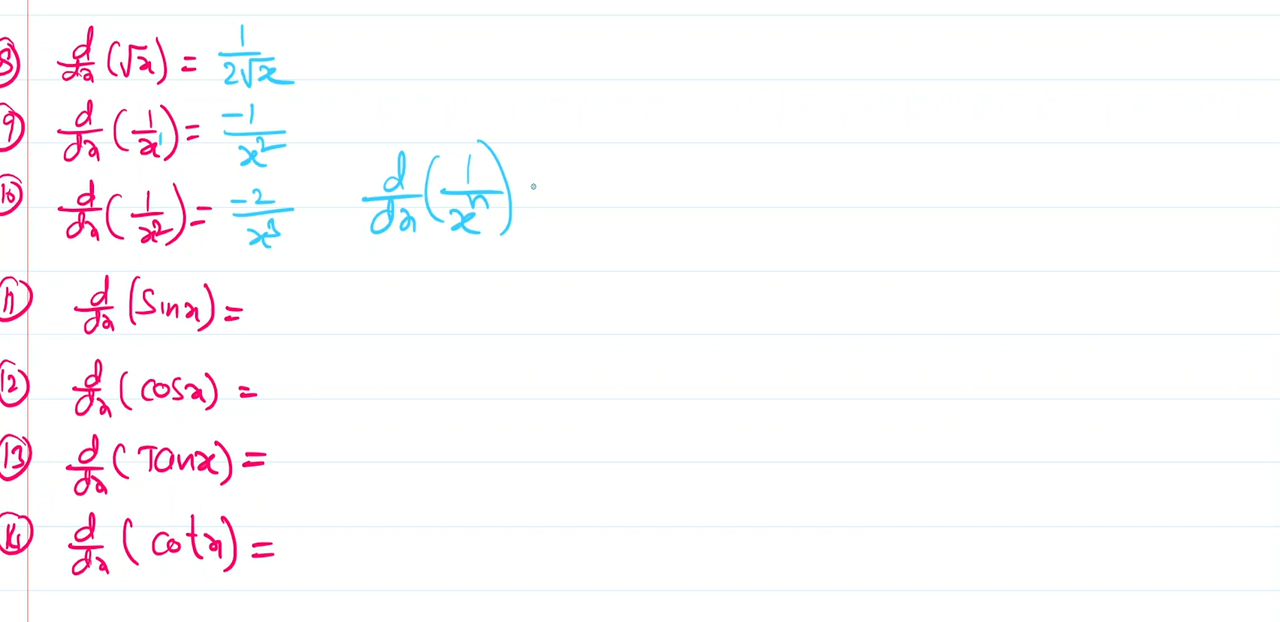 ⑧ d/dx (√x) = 1/(2√x)
⑨ d/dx (1/x¹) = -1/x²
⑩ d/dx (1/x²) = -2/x³
d/dx (1/xⁿ)
⑪ d/dx (Sinx) =
⑫ d/dx (cosx) =
⑬ d/dx (Tanx) =
⑭ d/dx (cotx) =